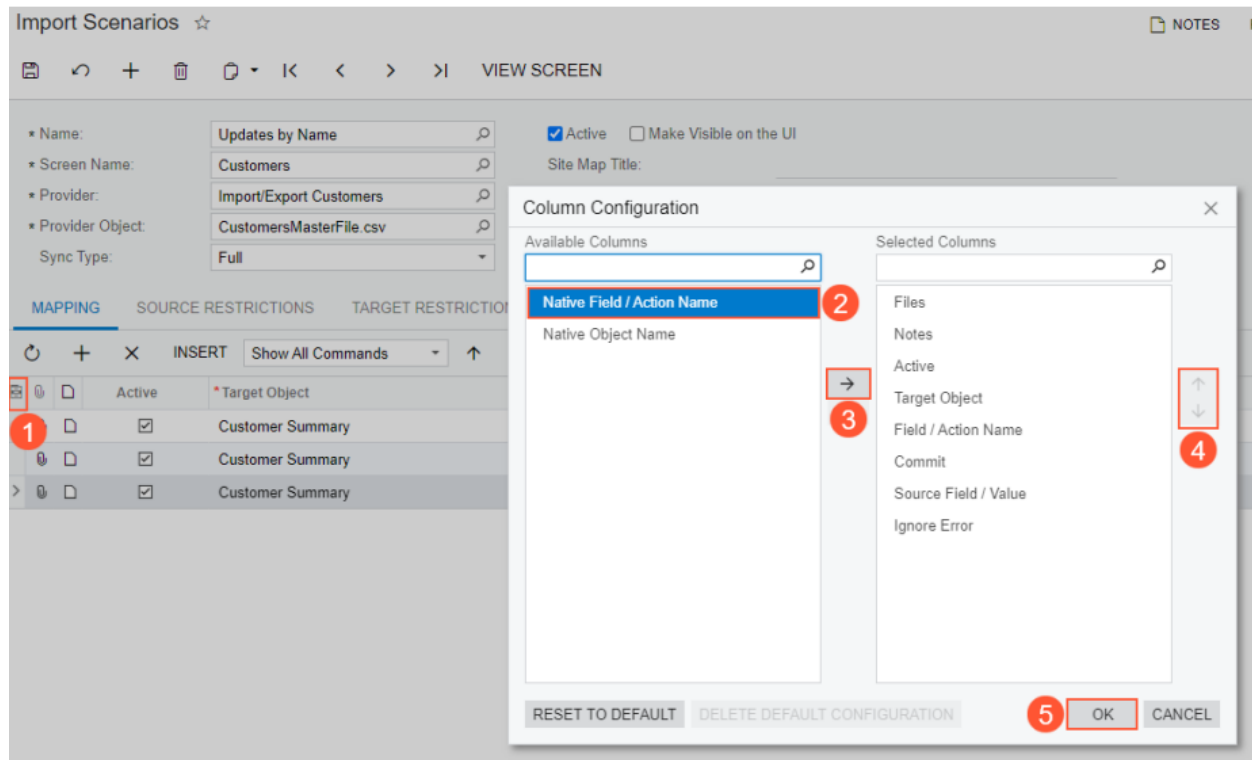 Import Scenarios
NOTES
VIEW SCREEN
* Name:
Updates by Name
Active
Make Visible on the UI
* Screen Name:
Customers
Site Map Title:
* Provider:
Import/Export Customers
* Provider Object:
CustomersMasterFile.csv
Sync Type:
Full
MAPPING
SOURCE RESTRICTIONS
TARGET RESTRICTION
INSERT
Show All Commands
Active
* Target Object
1
Customer Summary
Customer Summary
Customer Summary
Column Configuration
Available Columns
Selected Columns
Native Field / Action Name
2
Native Object Name
3
Files
Notes
Active
Target Object
Field / Action Name
Commit
Source Field / Value
Ignore Error
4
RESET TO DEFAULT
DELETE DEFAULT CONFIGURATION
5
OK
CANCEL